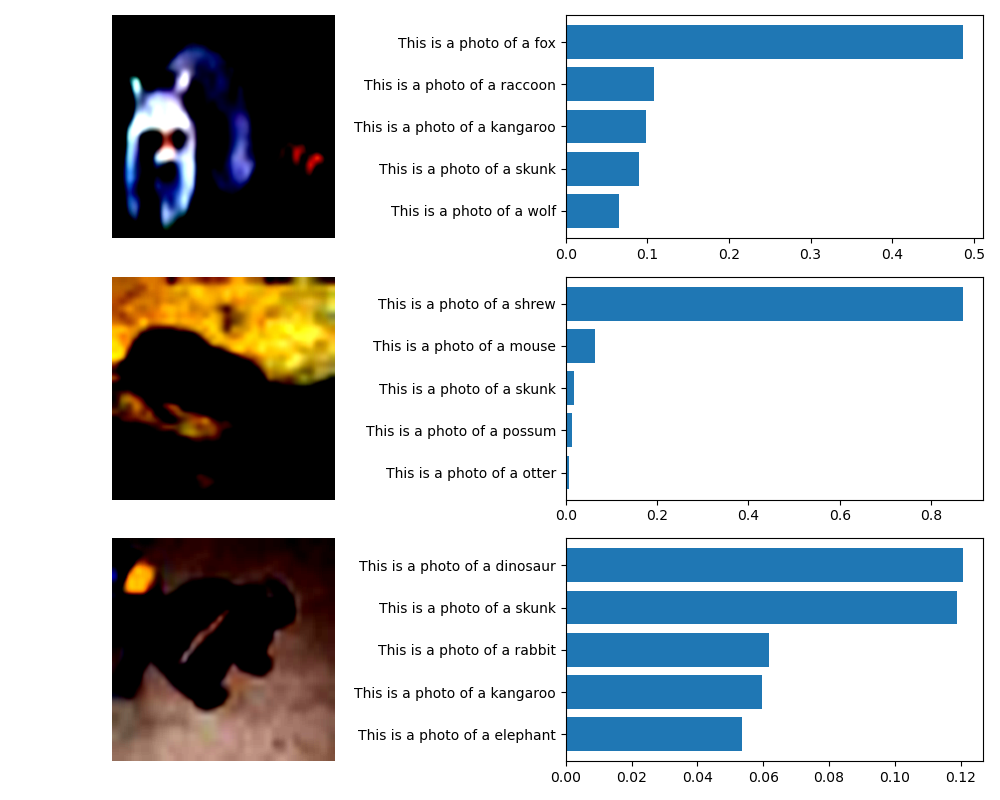 This is a photo of a fox
This is a photo of a raccoon
This is a photo of a kangaroo
This is a photo of a skunk
This is a photo of a wolf
0.0 0.1 0.2 0.3 0.4 0.5
This is a photo of a shrew
This is a photo of a mouse
This is a photo of a skunk
This is a photo of a possum
This is a photo of a otter
0.0 0.2 0.4 0.6 0.8
This is a photo of a dinosaur
This is a photo of a skunk
This is a photo of a rabbit
This is a photo of a kangaroo
This is a photo of a elephant
0.00 0.02 0.04 0.06 0.08 0.10 0.12